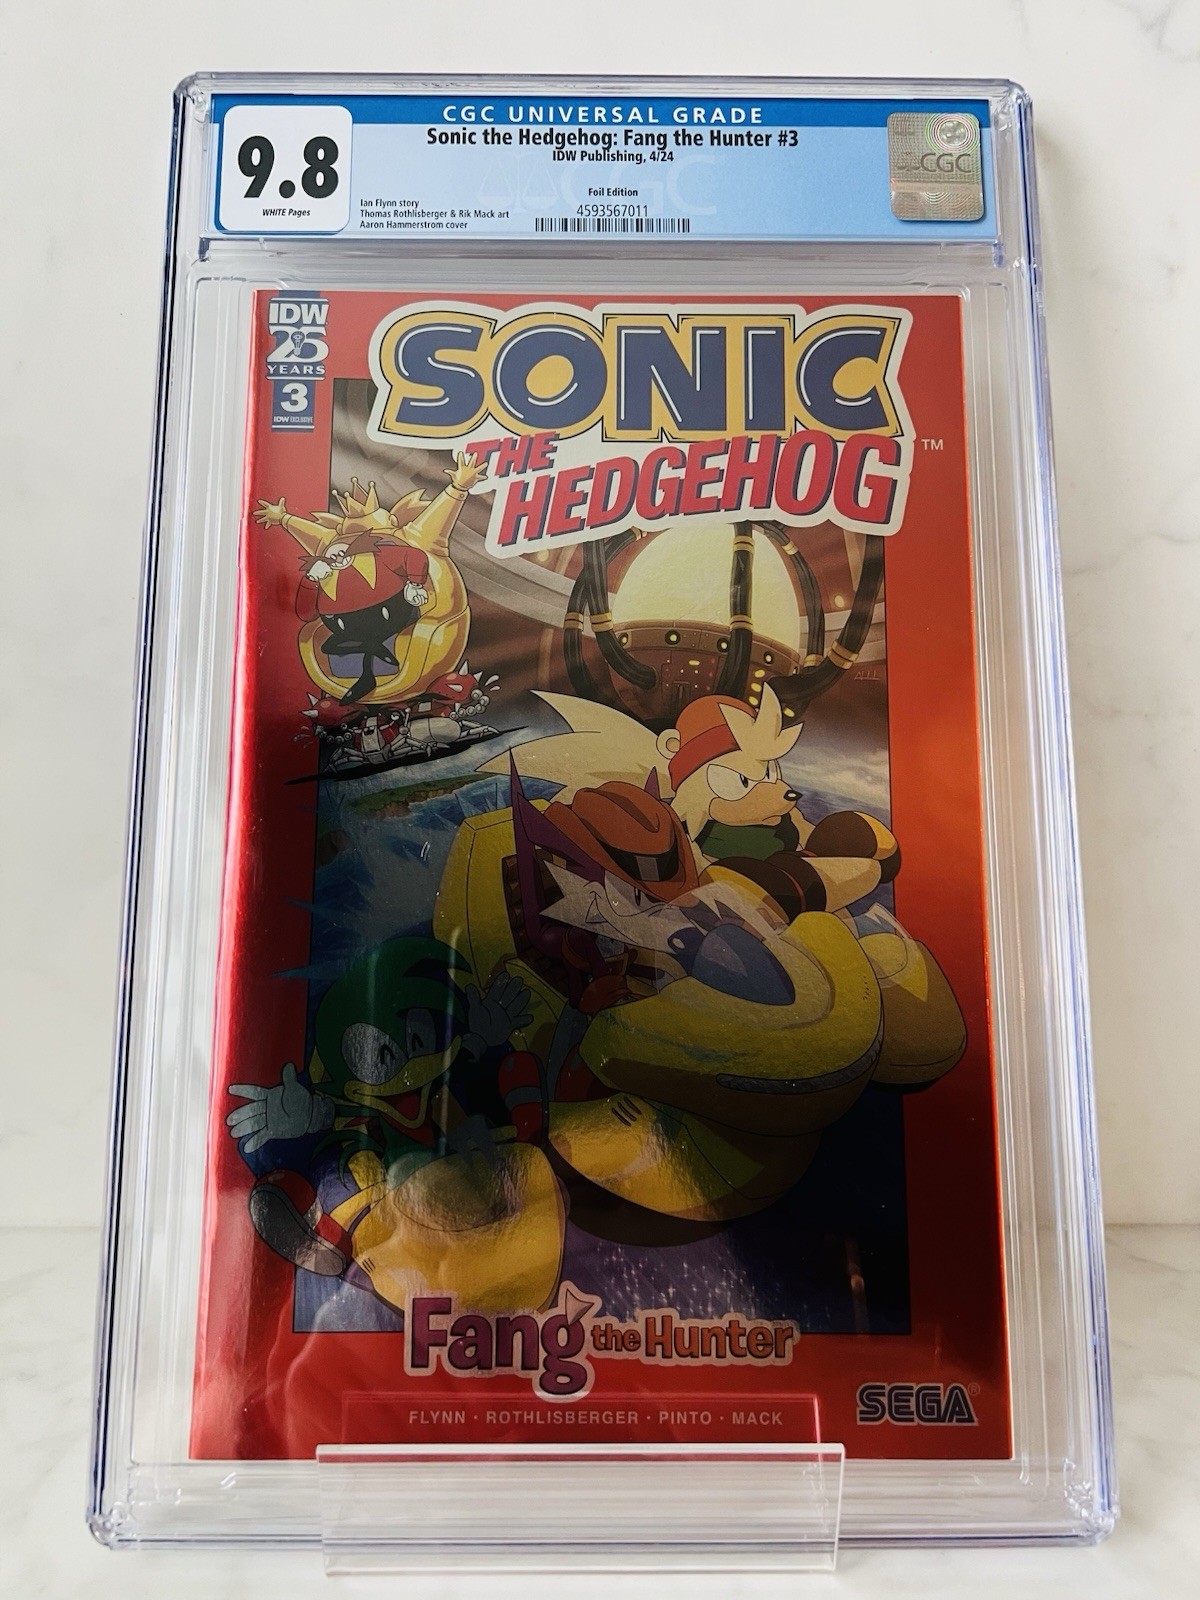 CGC UNIVERSAL GRADE
9.8
WHITE Pages
Sonic the Hedgehog: Fang the Hunter #3
IDW Publishing, 4/24
Foil Edition
Ian Flynn story
Thomas Rothlisberger & Rik Mack art
Aaron Hammerstrom cover
4593567011
CGC
CGC
IDW
25
YEARS
3
IDW EXCLUSIVE
SONIC
THE
HEDGEHOG
TM
Fang the Hunter
FLYNN · ROTHLISBERGER · PINTO · MACK
SEGA®